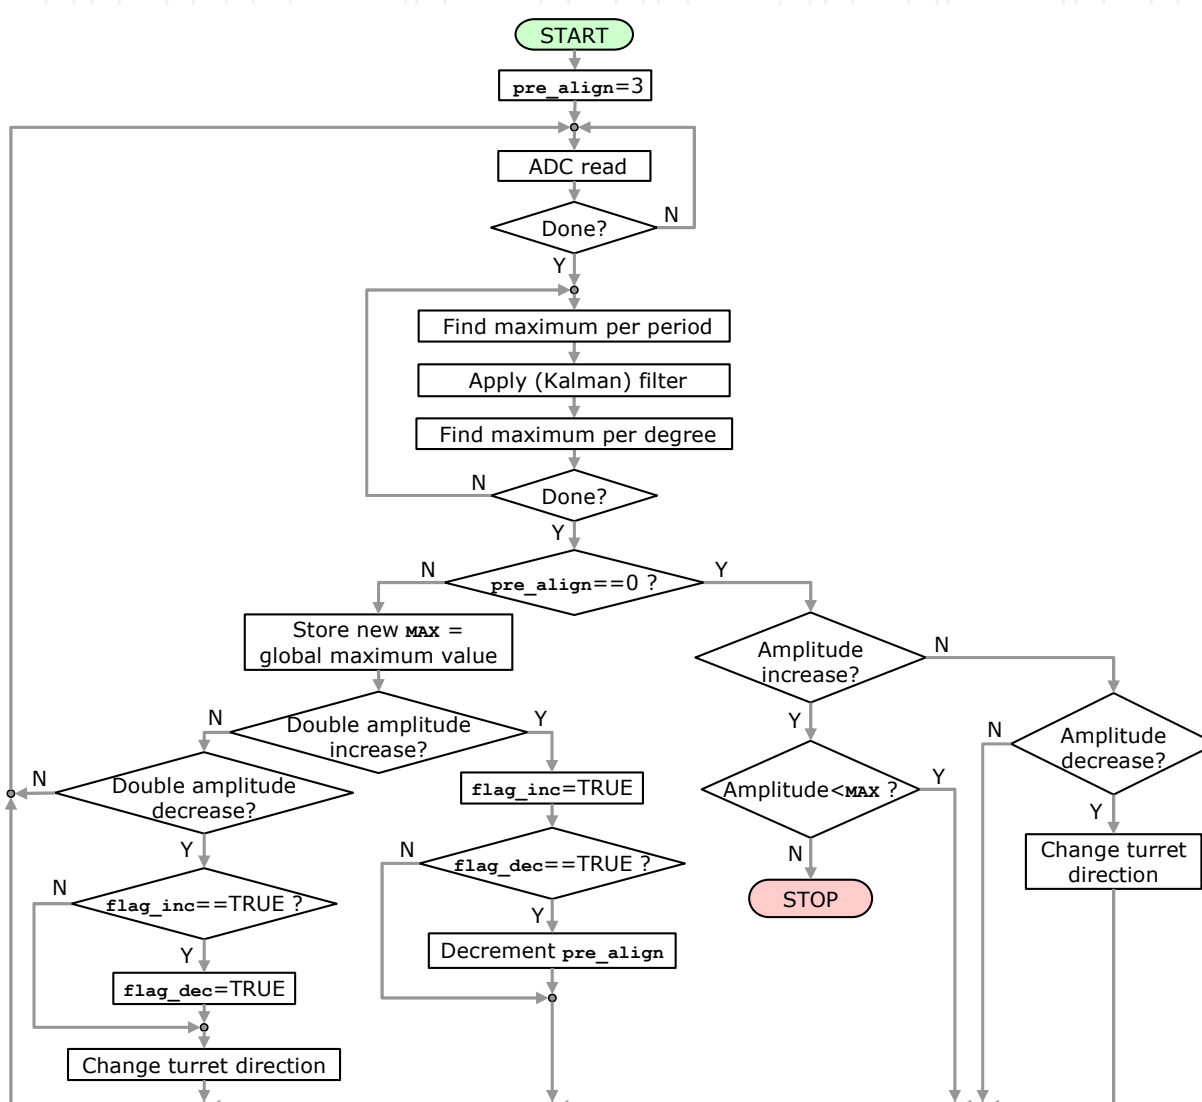 START
pre_align=3
ADC read
Done?
N
Y
Find maximum per period
Apply (Kalman) filter
Find maximum per degree
N
Done?
Y
N
pre_align==0 ?
Y
Store new MAX =
global maximum value
Amplitude
increase?
N
Y
N
Double amplitude
increase?
Y
N
Double amplitude
decrease?
Y
flag_inc=TRUE
Amplitude<MAX ?
Y
N
N
Amplitude
decrease?
Y
Change turret
direction
N
flag_dec==TRUE ?
Y
STOP
N
flag_inc==TRUE ?
Y
Decrement pre_align
flag_dec=TRUE
Change turret direction